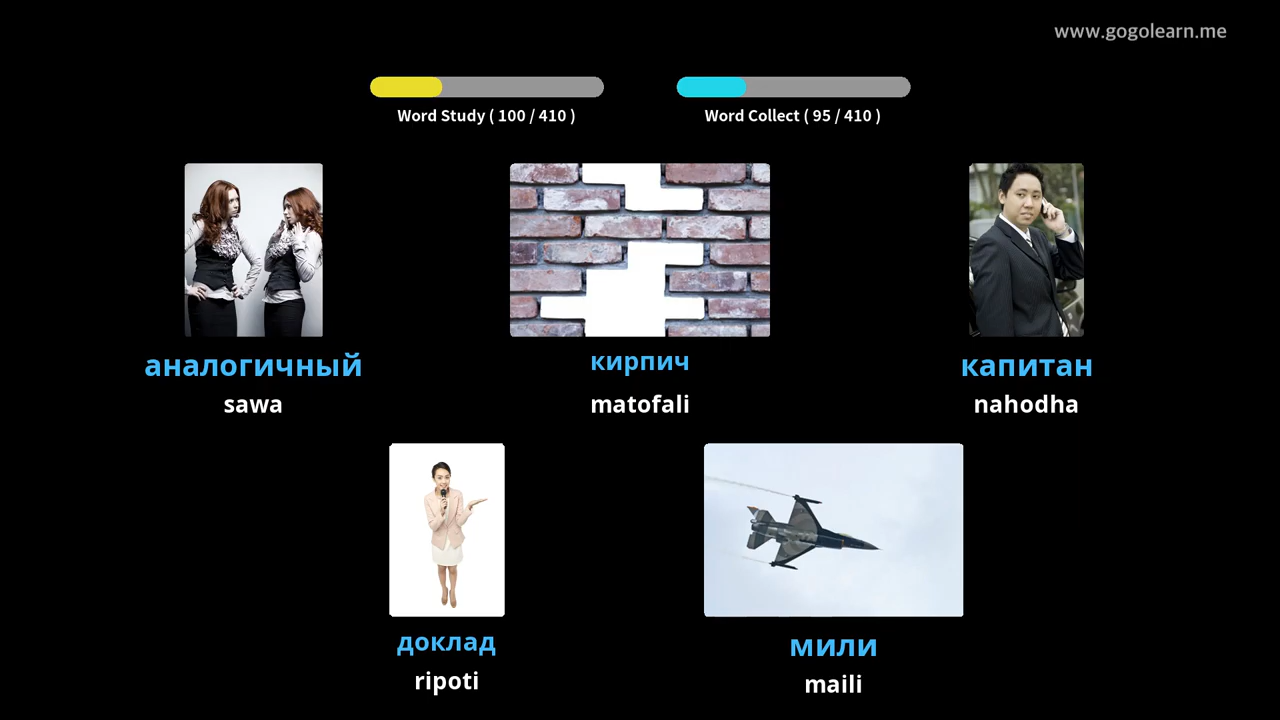 www.gogolearn.me
Word Study ( 100 / 410 )
Word Collect ( 95 / 410 )
аналогичный
sawa
кирпич
matofali
капитан
nahodha
доклад
ripoti
мили
maili